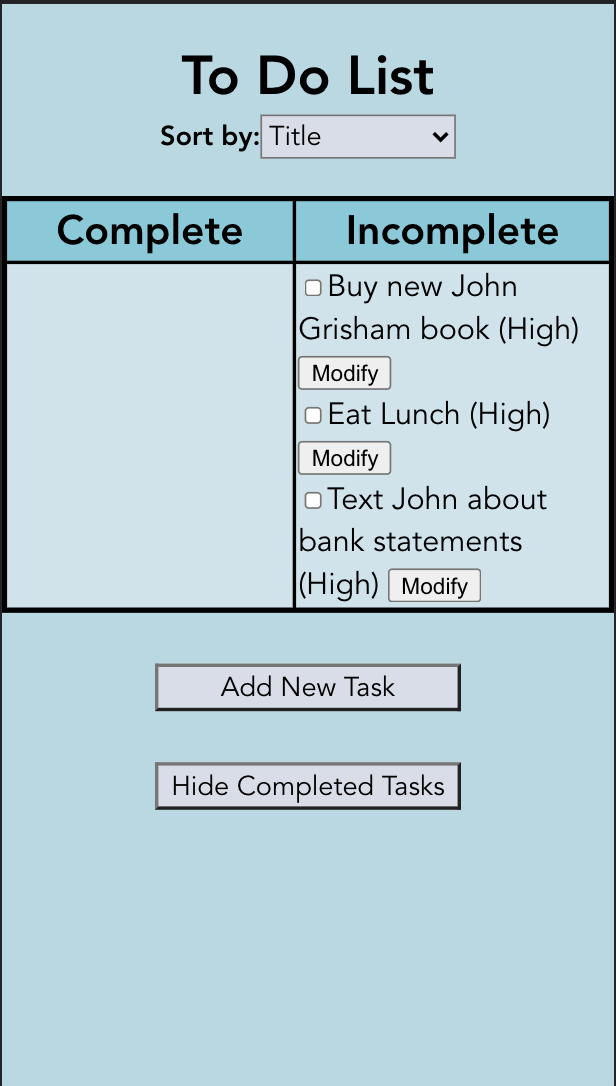 To Do List
Sort by: Title
Complete
Incomplete
Buy new John
Grisham book (High)
Modify
Eat Lunch (High)
Modify
Text John about
bank statements
(High) Modify
Add New Task
Hide Completed Tasks